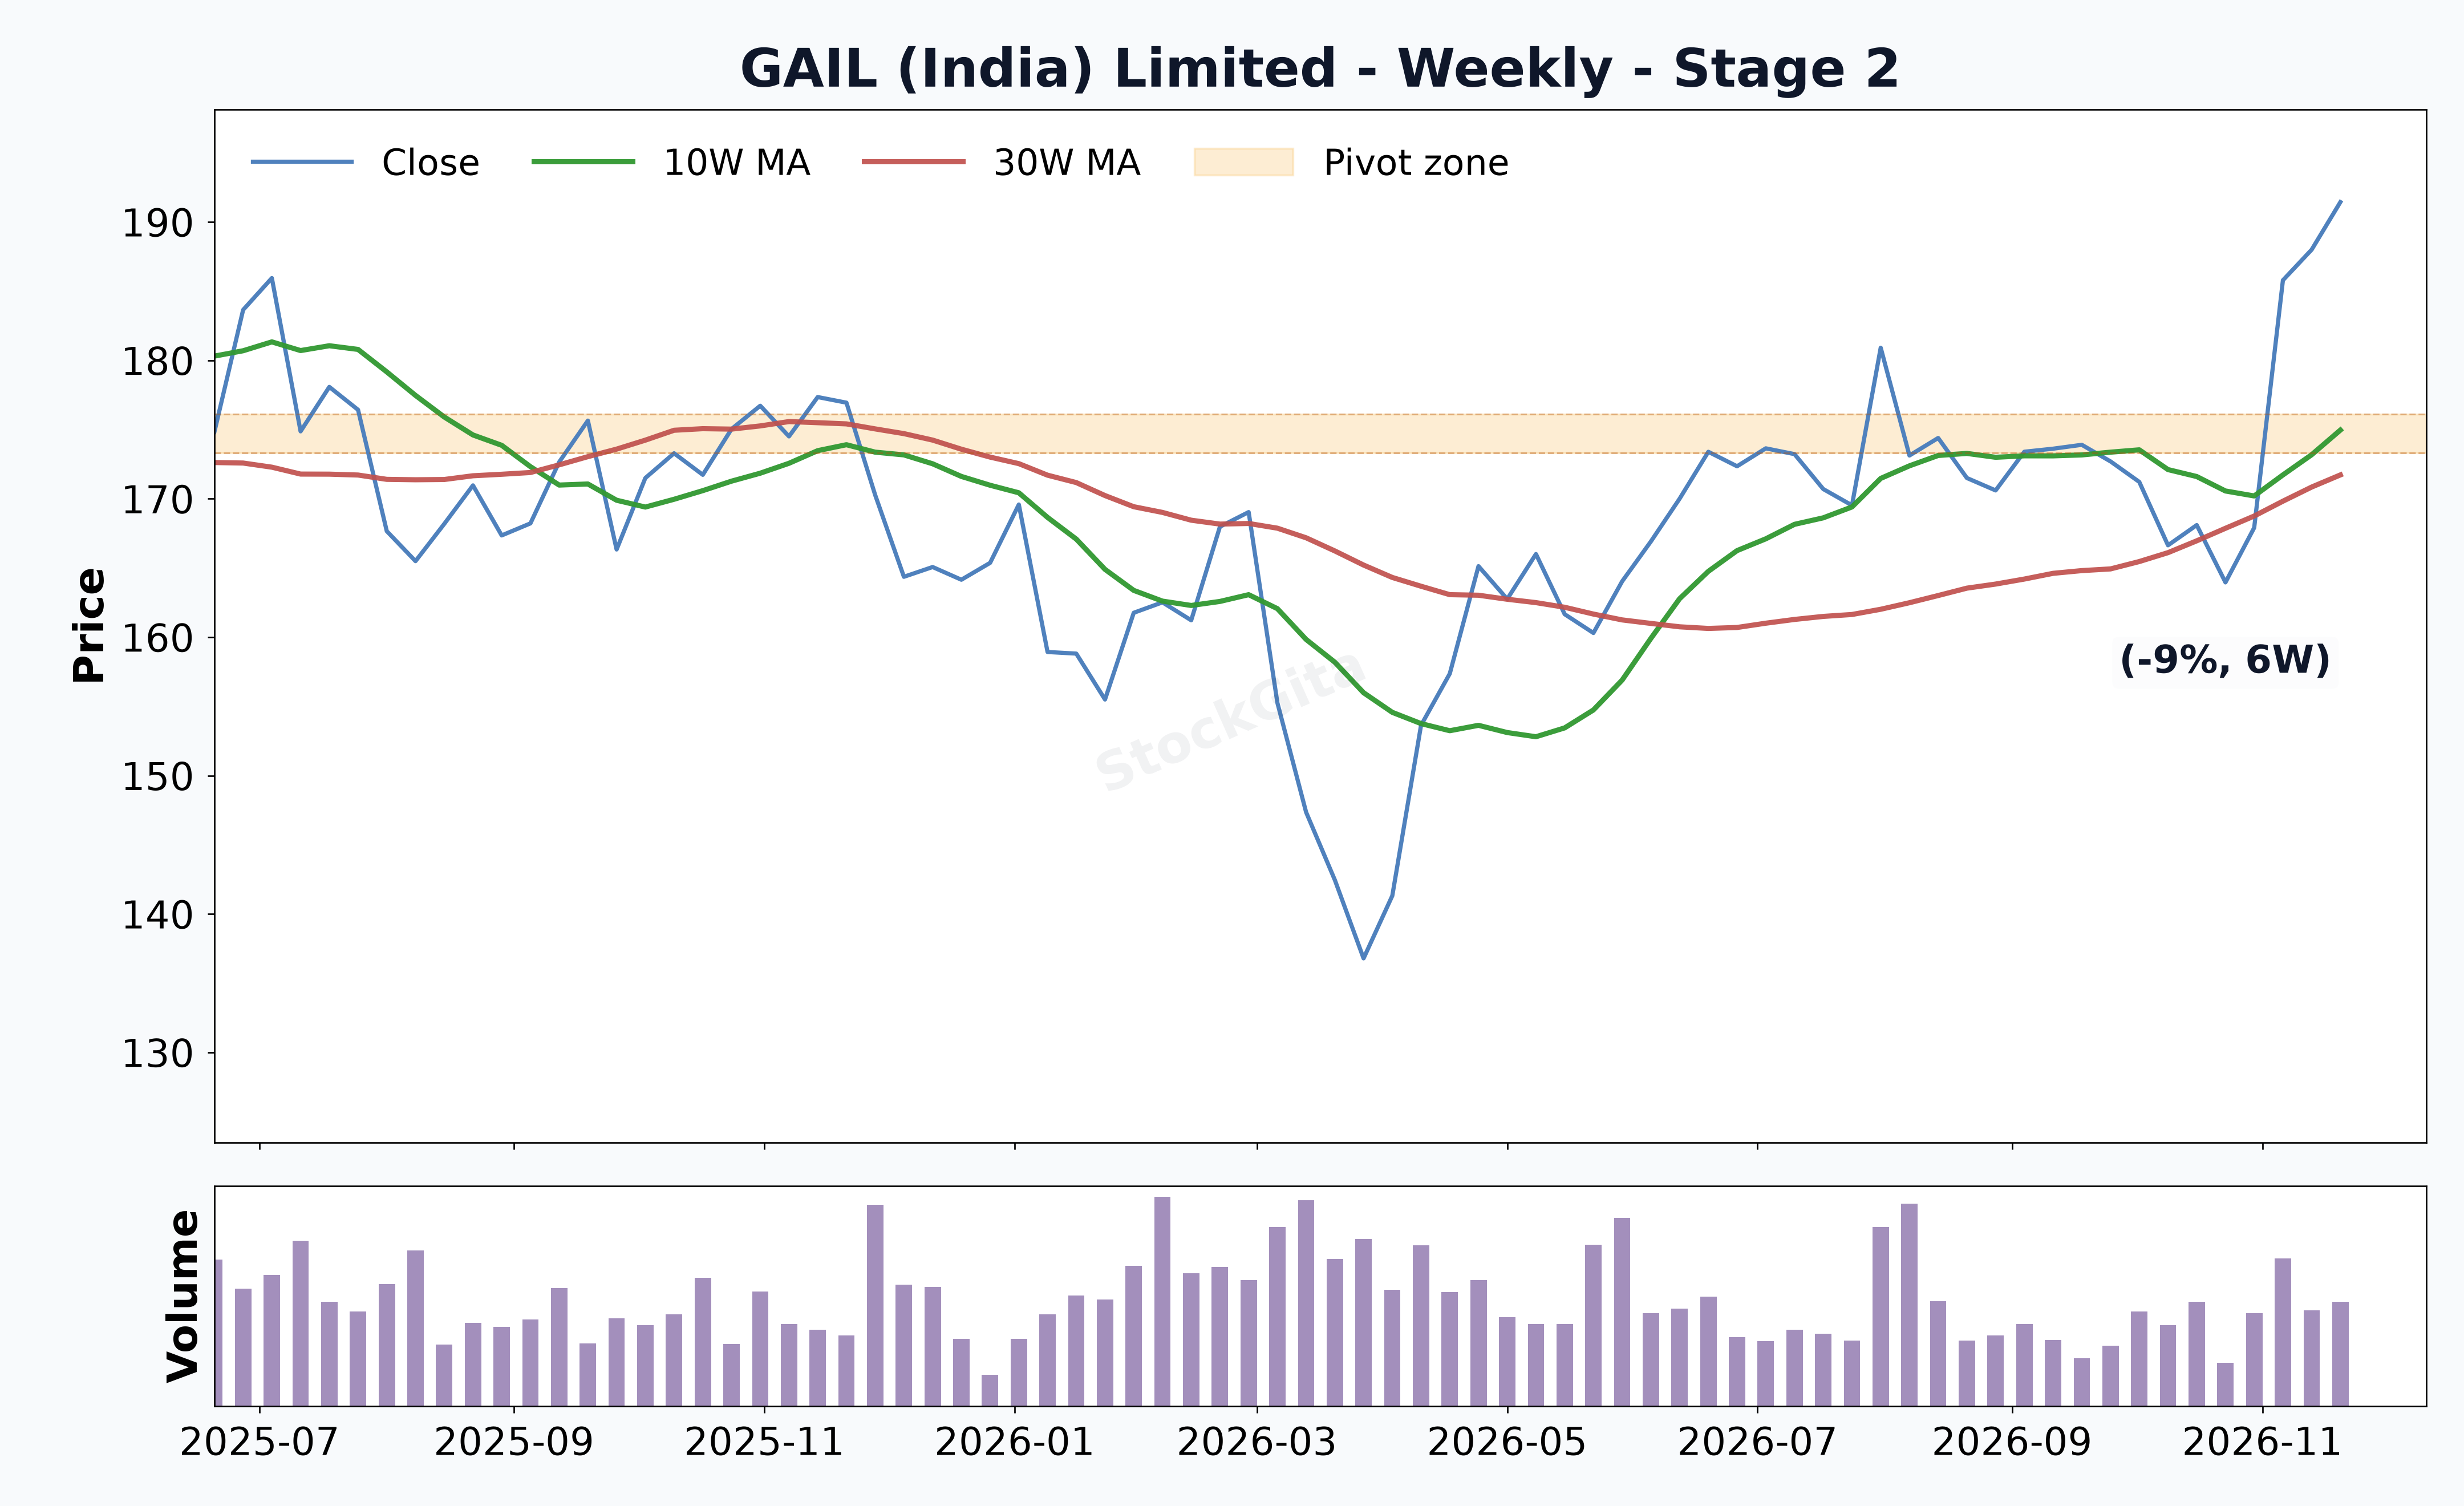 GAIL (India) Limited - Weekly - Stage 2
Close 10W MA 30W MA Pivot zone
190
180
170
160
150
140
130
Price
(-9%, 6W)
StockGita
Volume
2025-07 2025-09 2025-11 2026-01 2026-03 2026-05 2026-07 2026-09 2026-11